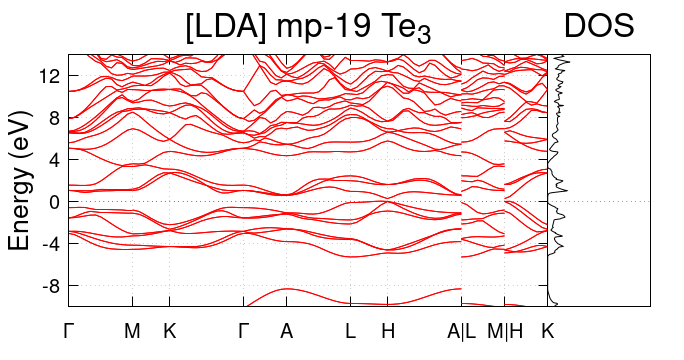 [LDA] mp-19 Te3 DOS
Energy (eV)
12
8
4
0
-4
-8
Γ M K Γ A L H A|L M|H K